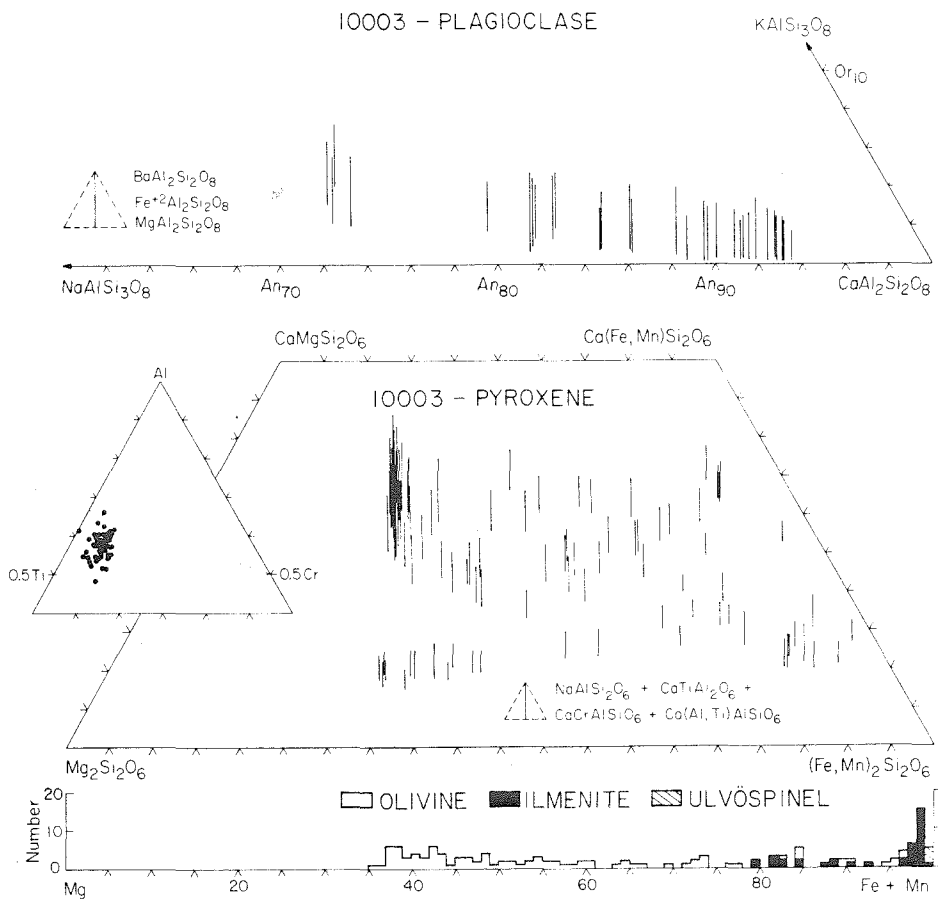 10003 – PLAGIOCLASE
KAlSi₃O₈
Or₁₀
BaAl₂Si₂O₈
Fe⁺²Al₂Si₂O₈
MgAl₂Si₂O₈
NaAlSi₃O₈ An₇₀ An₈₀ An₉₀ CaAl₂Si₂O₈
CaMgSi₂O₆ Ca(Fe, Mn)Si₂O₆
Al
10003 – PYROXENE
0.5Ti 0.5Cr
NaAlSi₂O₆ + CaTiAl₂O₆ +
CaCrAlSiO₆ + Ca(Al,Ti)AlSiO₆
Mg₂Si₂O₆ (Fe,Mn)₂Si₂O₆
OLIVINE ILMENITE ULVÖSPINEL
Number
20
10
0
Mg 20 40 60 80 Fe + Mn